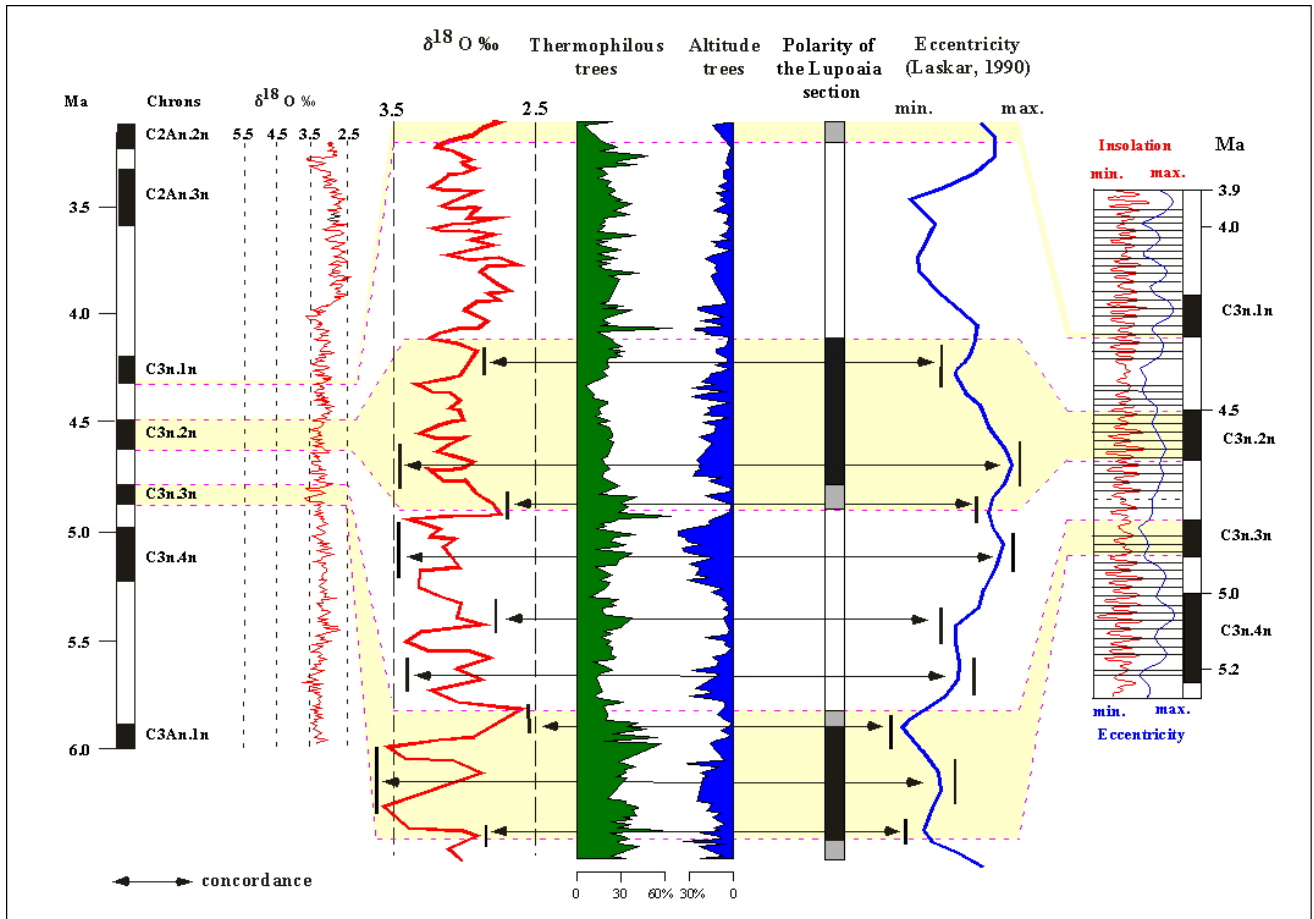 δ18 O ‰
Thermophilous
trees
Altitude
trees
Polarity of
the Lupoaia
section
Eccentricity
(Laskar, 1990)
min. max.
3.5 2.5
Ma Chrons δ18 O ‰
5.5 4.5 3.5 2.5
C2An.2n
C2An.3n
3.5
4.0
C3n.1n
4.5
C3n.2n
C3n.3n
5.0
C3n.4n
5.5
C3An.1n
6.0
Insolation
min. max.
Ma
3.9
4.0
C3n.1n
4.5
C3n.2n
C3n.3n
5.0
C3n.4n
5.2
min. max.
Eccentricity
concordance
0 30 60%
30% 0